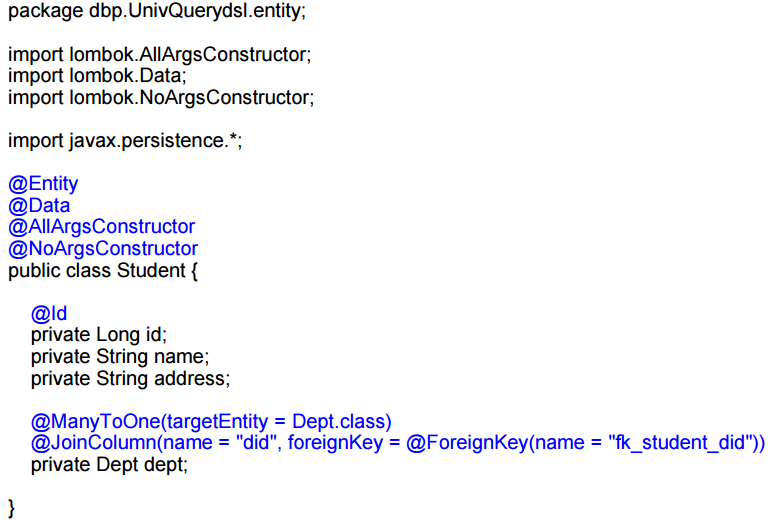 package dbp.UnivQuerydsl.entity;
import lombok.AllArgsConstructor;
import lombok.Data;
import lombok.NoArgsConstructor;
import javax.persistence.*;
@Entity
@Data
@AllArgsConstructor
@NoArgsConstructor
public class Student {
@Id
private Long id;
private String name;
private String address;
@ManyToOne(targetEntity = Dept.class)
@JoinColumn(name = "did", foreignKey = @ForeignKey(name = "fk_student_did"))
private Dept dept;
}